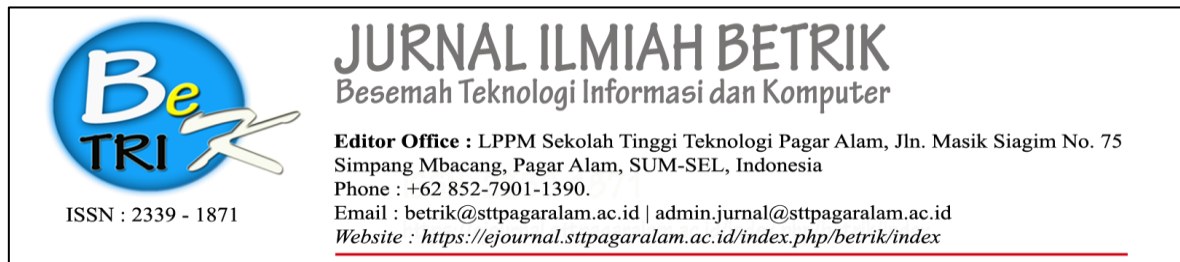 Be
TRI
K
ISSN : 2339 - 1871
JURNAL ILMIAH BETRIK
Besemah Teknologi Informasi dan Komputer
Editor Office : LPPM Sekolah Tinggi Teknologi Pagar Alam, Jln. Masik Siagim No. 75
Simpang Mbacang, Pagar Alam, SUM-SEL, Indonesia
Phone : +62 852-7901-1390.
Email : betrik@sttpagaralam.ac.id | admin.jurnal@sttpagaralam.ac.id
Website : https://ejournal.sttpagaralam.ac.id/index.php/betrik/index